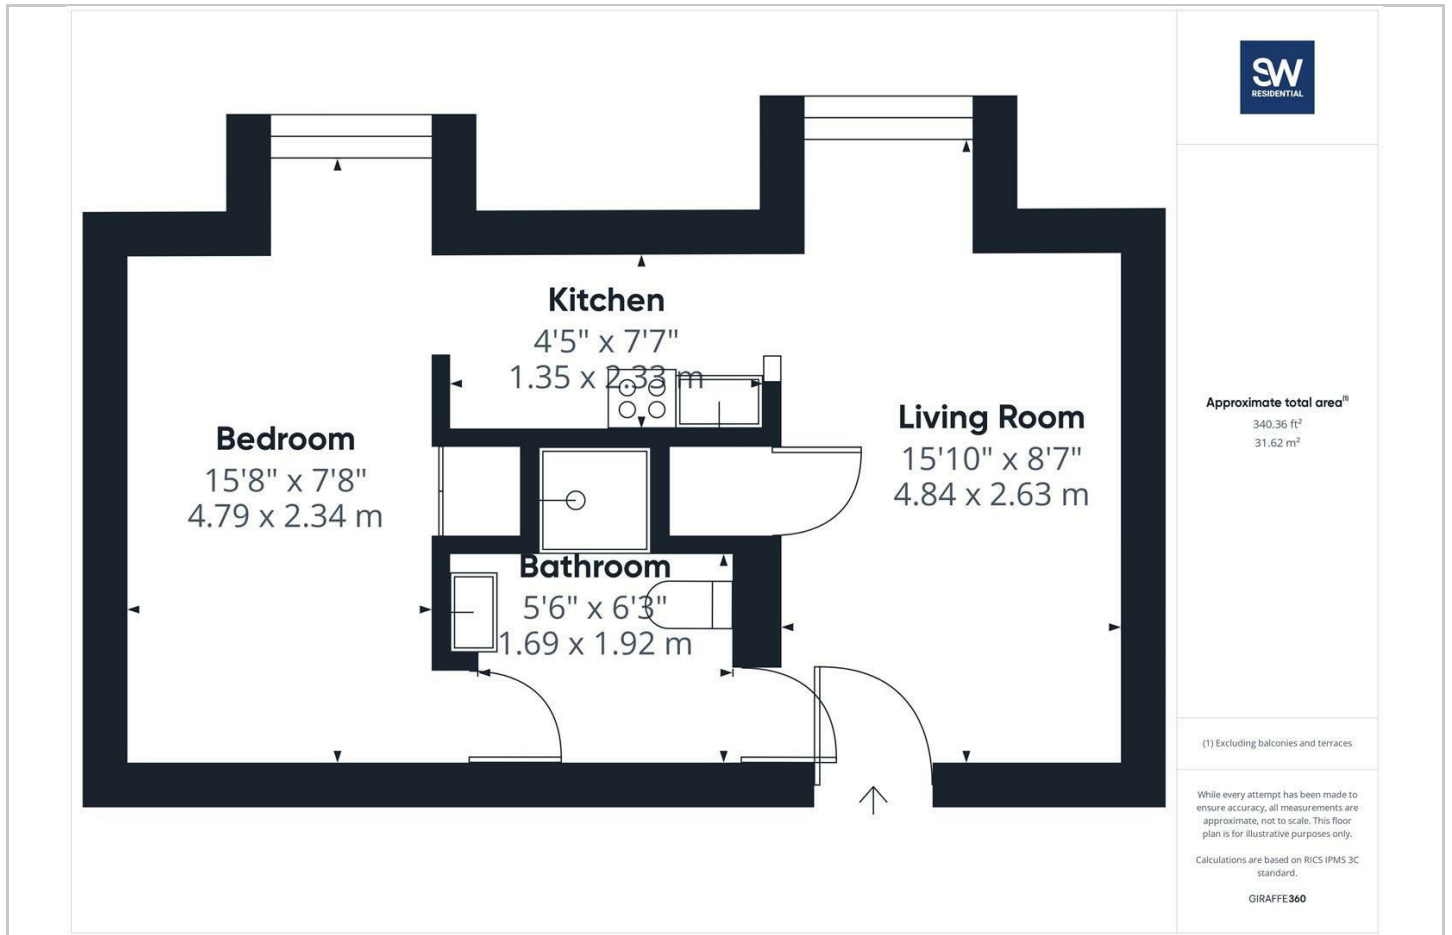 SW
RESIDENTIAL
Kitchen
4'5" x 7'7"
1.35 x 2.33 m
Bedroom
15'8" x 7'8"
4.79 x 2.34 m
Living Room
15'10" x 8'7"
4.84 x 2.63 m
Bathroom
5'6" x 6'3"
1.69 x 1.92 m
Approximate total area(1)
340.36 ft²
31.62 m²
(1) Excluding balconies and terraces
While every attempt has been made to
ensure accuracy, all measurements are
approximate, not to scale. This floor
plan is for illustrative purposes only.
Calculations are based on RICS IPMS 3C
standard.
GIRAFFE360